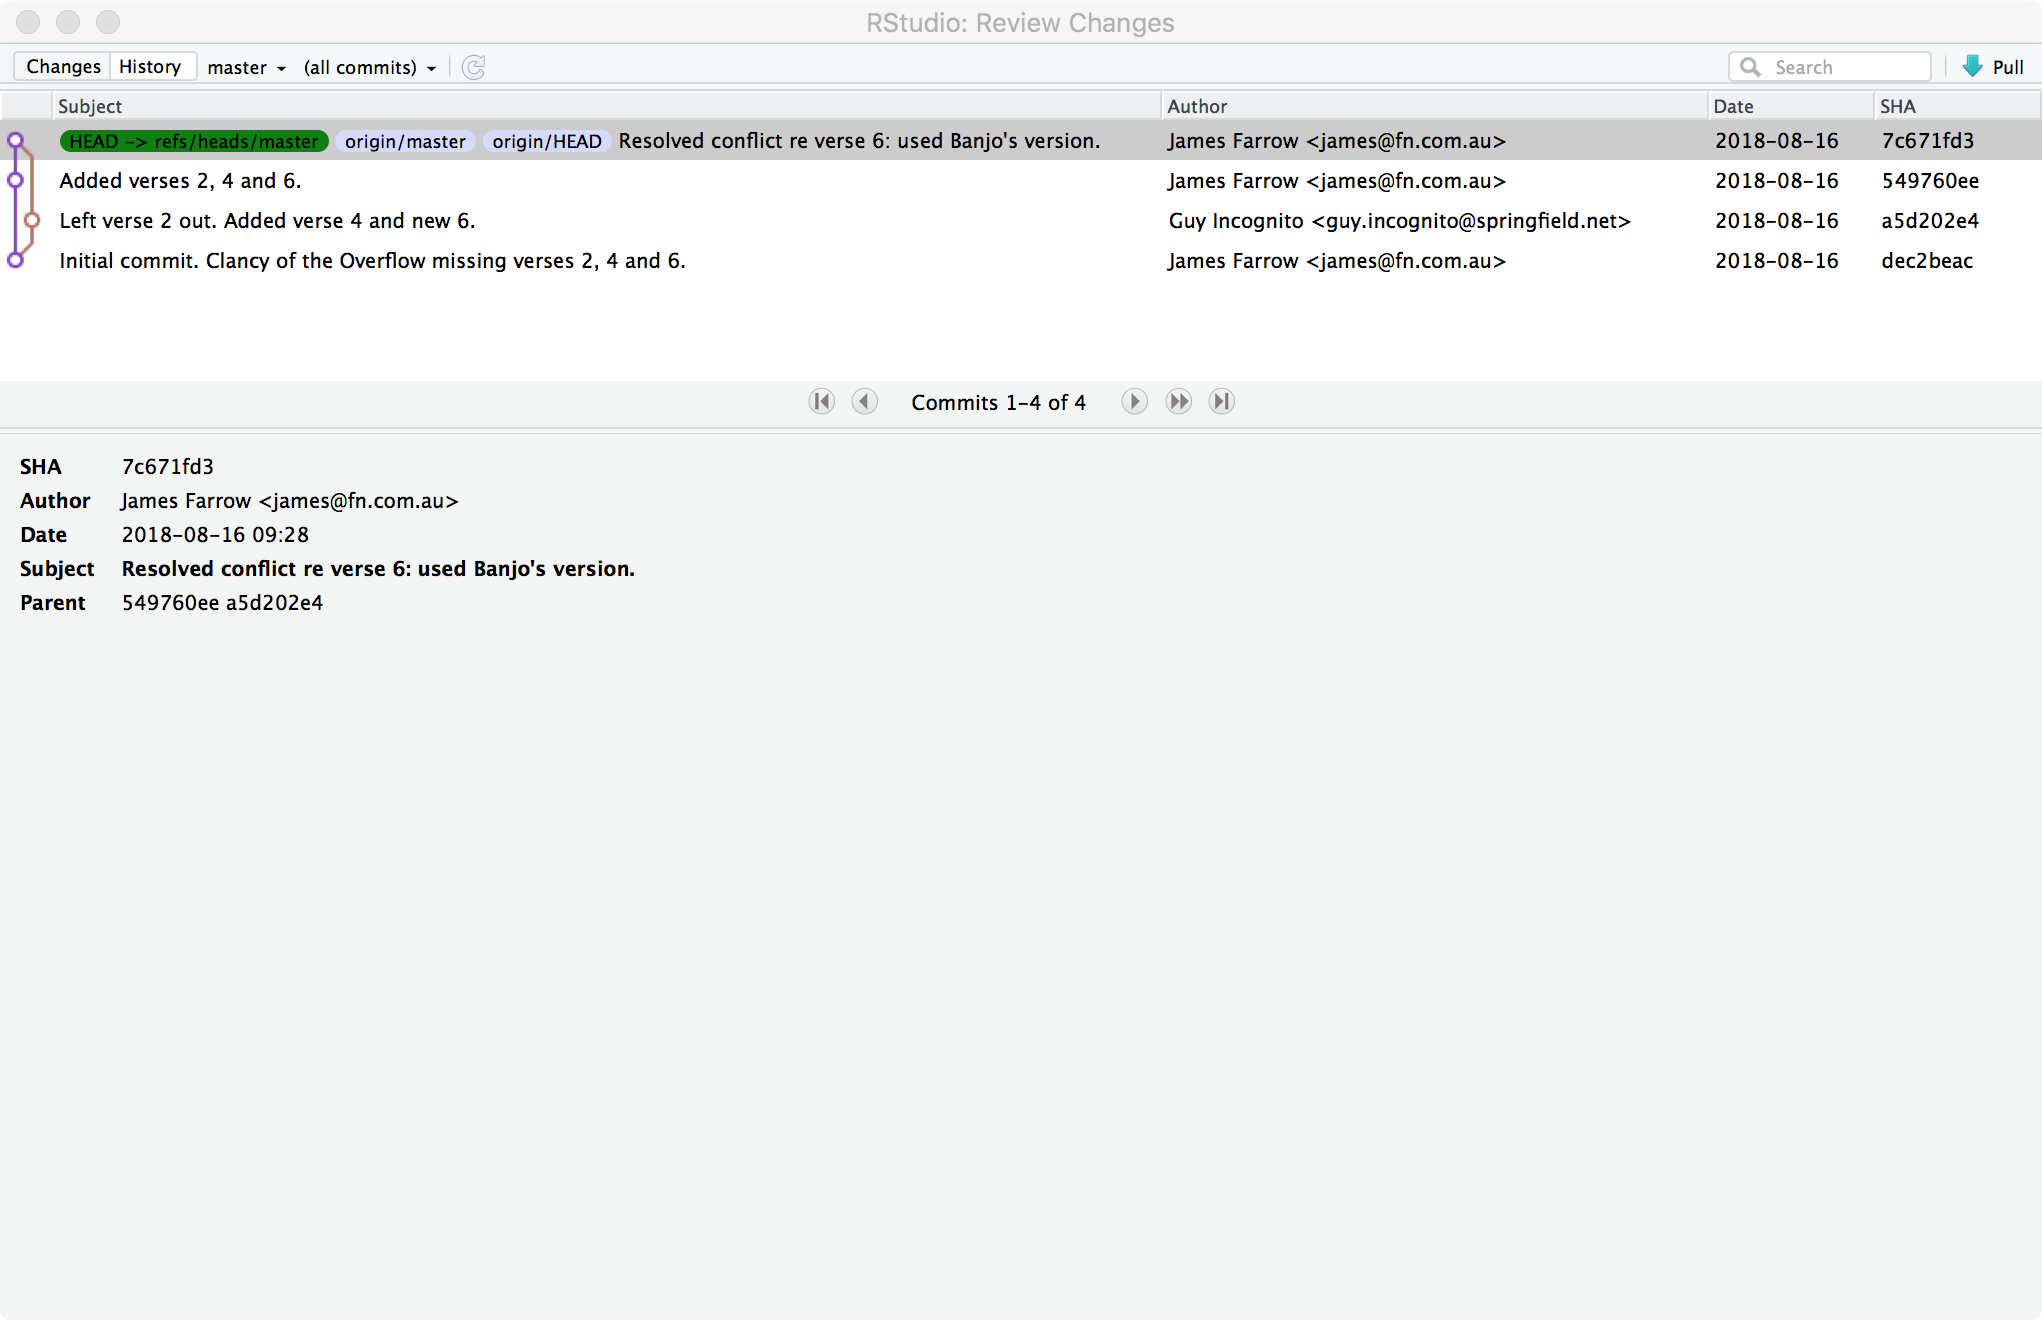 RStudio: Review Changes
Changes History master (all commits) Search Pull
Subject Author Date SHA
HEAD -> refs/heads/master origin/master origin/HEAD Resolved conflict re verse 6: used Banjo's version. James Farrow <james@fn.com.au> 2018-08-16 7c671fd3
Added verses 2, 4 and 6. James Farrow <james@fn.com.au> 2018-08-16 549760ee
Left verse 2 out. Added verse 4 and new 6. Guy Incognito <guy.incognito@springfield.net> 2018-08-16 a5d202e4
Initial commit. Clancy of the Overflow missing verses 2, 4 and 6. James Farrow <james@fn.com.au> 2018-08-16 dec2beac
Commits 1-4 of 4
SHA 7c671fd3
Author James Farrow <james@fn.com.au>
Date 2018-08-16 09:28
Subject Resolved conflict re verse 6: used Banjo's version.
Parent 549760ee a5d202e4